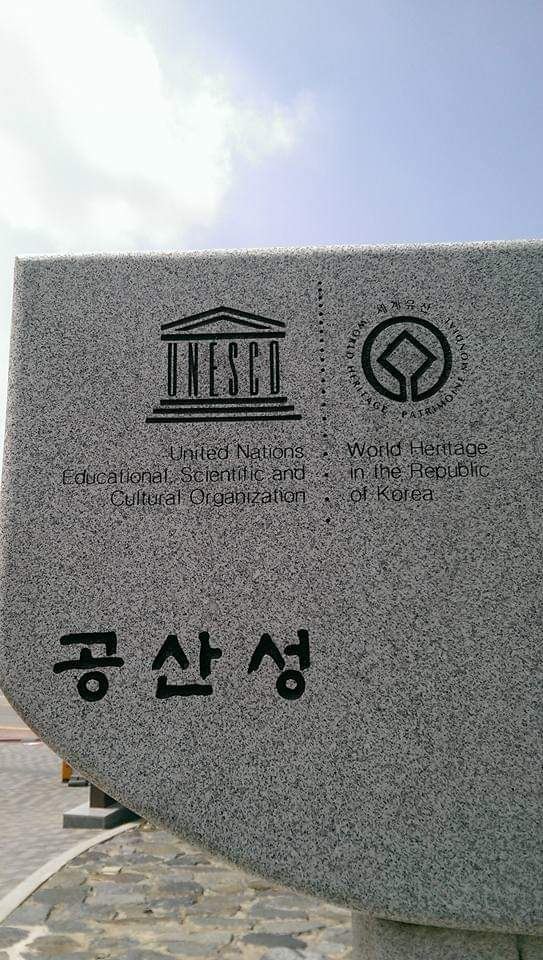 UNESCO
United Nations
Educational, Scientific and
Cultural Organization
세계유산
WORLD HERITAGE
PATRIMOINE MONDIAL
World Heritage
in the Republic
of Korea
공산성